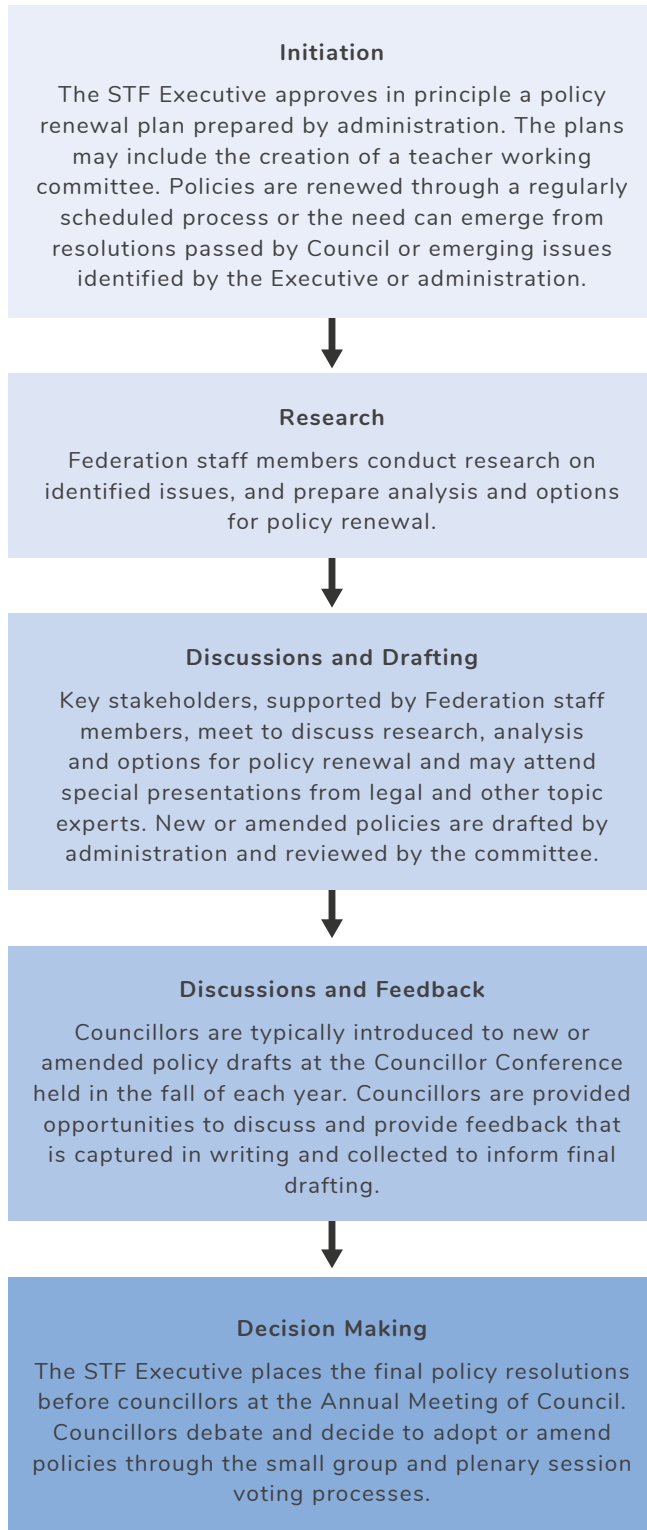 Initiation
The STF Executive approves in principle a policy
renewal plan prepared by administration. The plans
may include the creation of a teacher working
committee. Policies are renewed through a regularly
scheduled process or the need can emerge from
resolutions passed by Council or emerging issues
identified by the Executive or administration.
Research
Federation staff members conduct research on
identified issues, and prepare analysis and options
for policy renewal.
Discussions and Drafting
Key stakeholders, supported by Federation staff
members, meet to discuss research, analysis
and options for policy renewal and may attend
special presentations from legal and other topic
experts. New or amended policies are drafted by
administration and reviewed by the committee.
Discussions and Feedback
Councillors are typically introduced to new or
amended policy drafts at the Councillor Conference
held in the fall of each year. Councillors are provided
opportunities to discuss and provide feedback that
is captured in writing and collected to inform final
drafting.
Decision Making
The STF Executive places the final policy resolutions
before councillors at the Annual Meeting of Council.
Councillors debate and decide to adopt or amend
policies through the small group and plenary session
voting processes.